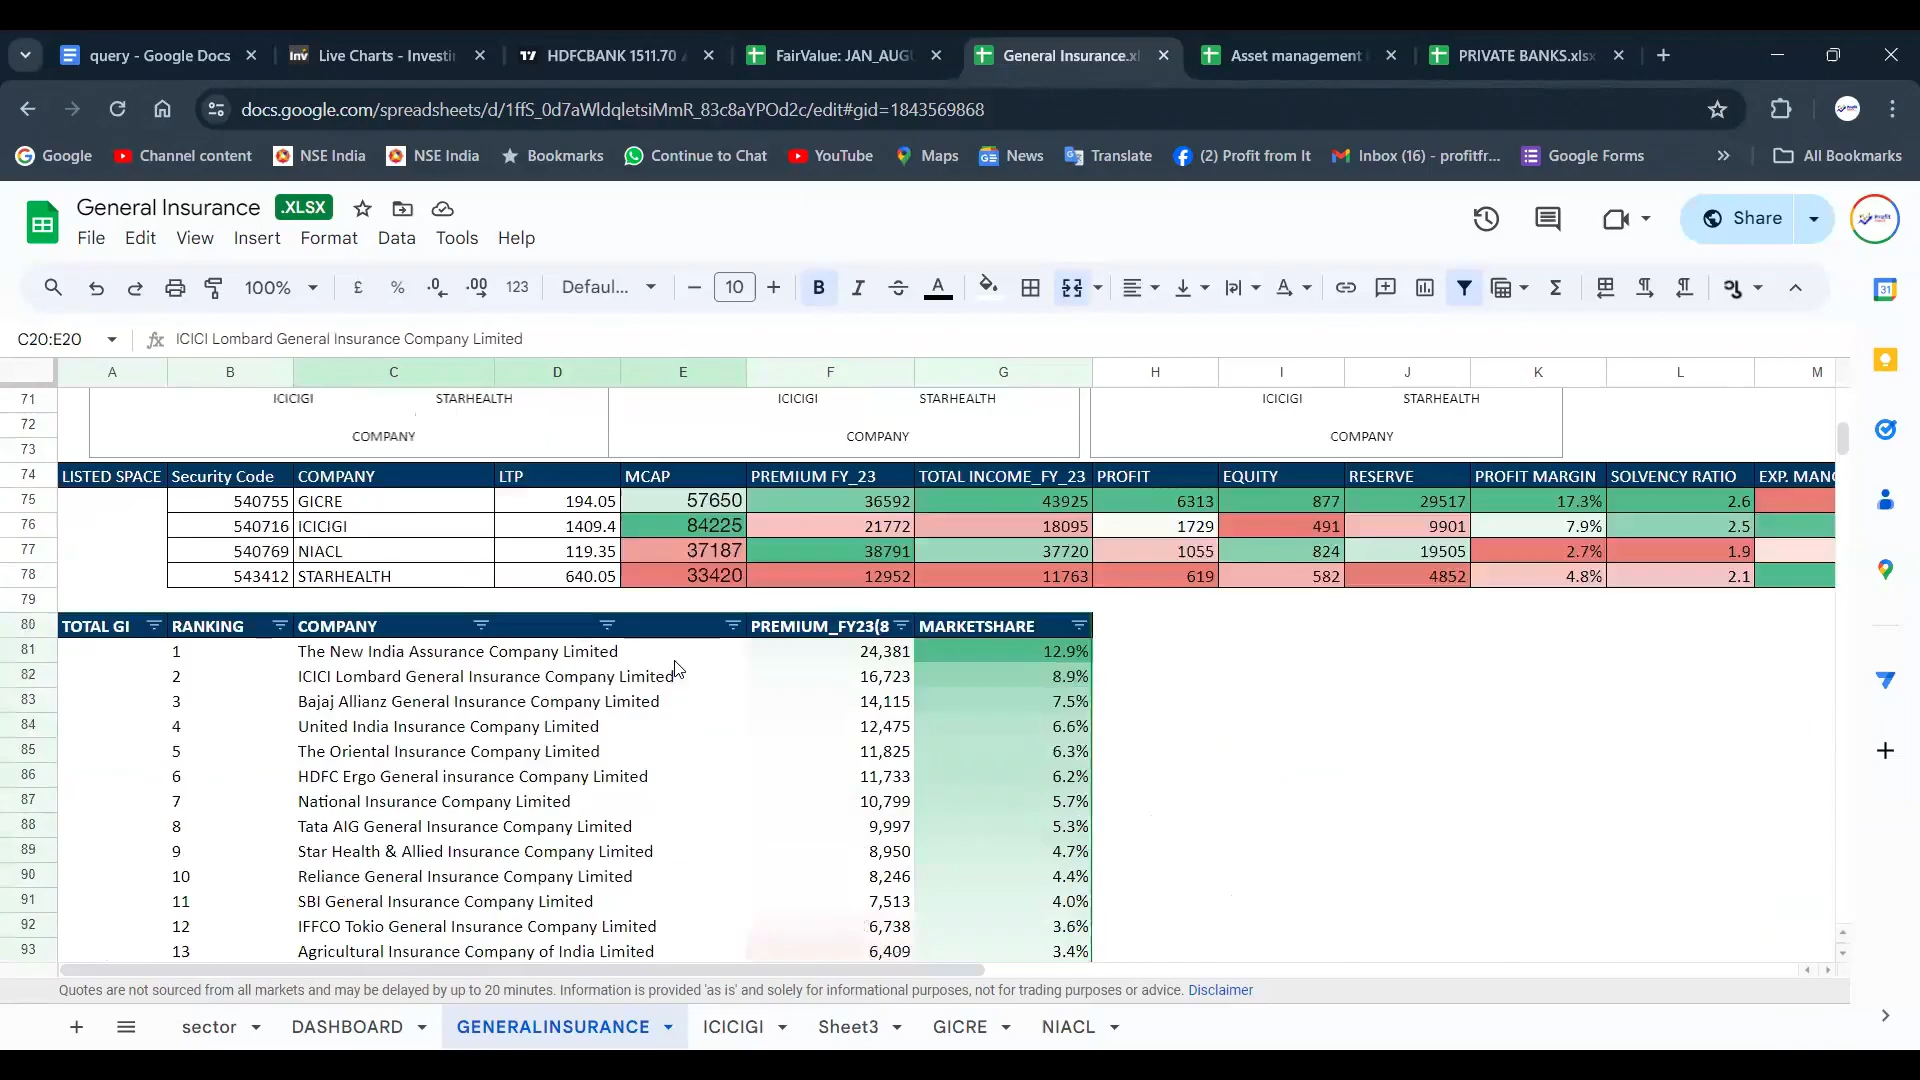 query - Google Docs
Live Charts - Investi
HDFCBANK 1511.70
FairValue: JAN_AUG
General Insurance.xl
Asset management
PRIVATE BANKS.xlsx
docs.google.com/spreadsheets/d/1ffS_0d7aWldqletsiMmR_83c8aYPOd2c/edit#gid=1843569868
Google
Channel content
NSE India
NSE India
Bookmarks
Continue to Chat
YouTube
Maps
News
Translate
(2) Profit from It
Inbox (16) - profitfr...
Google Forms
All Bookmarks
General Insurance .XLSX
Share
File Edit View Insert Format Data Tools Help
100% £ % .0 .00 123 Defaul... 10 B I A
C20:E20 fx ICICI Lombard General Insurance Company Limited
A B C D E F G H I J K L M
71 ICICIGI STARHEALTH ICICIGI STARHEALTH ICICIGI STARHEALTH
72 COMPANY COMPANY COMPANY
73
74 LISTED SPACE Security Code COMPANY LTP MCAP PREMIUM FY_23 TOTAL INCOME_FY_23 PROFIT EQUITY RESERVE PROFIT MARGIN SOLVENCY RATIO EXP. MANG
75 540755 GICRE 194.05 57650 36592 43925 6313 877 29517 17.3% 2.6
76 540716 ICICIGI 1409.4 84225 21772 18095 1729 491 9901 7.9% 2.5
77 540769 NIACL 119.35 37187 38791 37720 1055 824 19505 2.7% 1.9
78 543412 STARHEALTH 640.05 33420 12952 11763 619 582 4852 4.8% 2.1
79
80 TOTAL GI RANKING COMPANY PREMIUM_FY23(8 MARKETSHARE
81 1 The New India Assurance Company Limited 24,381 12.9%
82 2 ICICI Lombard General Insurance Company Limited 16,723 8.9%
83 3 Bajaj Allianz General Insurance Company Limited 14,115 7.5%
84 4 United India Insurance Company Limited 12,475 6.6%
85 5 The Oriental Insurance Company Limited 11,825 6.3%
86 6 HDFC Ergo General insurance Company Limited 11,733 6.2%
87 7 National Insurance Company Limited 10,799 5.7%
88 8 Tata AIG General Insurance Company Limited 9,997 5.3%
89 9 Star Health & Allied Insurance Company Limited 8,950 4.7%
90 10 Reliance General Insurance Company Limited 8,246 4.4%
91 11 SBI General Insurance Company Limited 7,513 4.0%
92 12 IFFCO Tokio General Insurance Company Limited 6,738 3.6%
93 13 Agricultural Insurance Company of India Limited 6,409 3.4%
Quotes are not sourced from all markets and may be delayed by up to 20 minutes. Information is provided 'as is' and solely for informational purposes, not for trading purposes or advice. Disclaimer
sector DASHBOARD GENERALINSURANCE ICICIGI Sheet3 GICRE NIACL